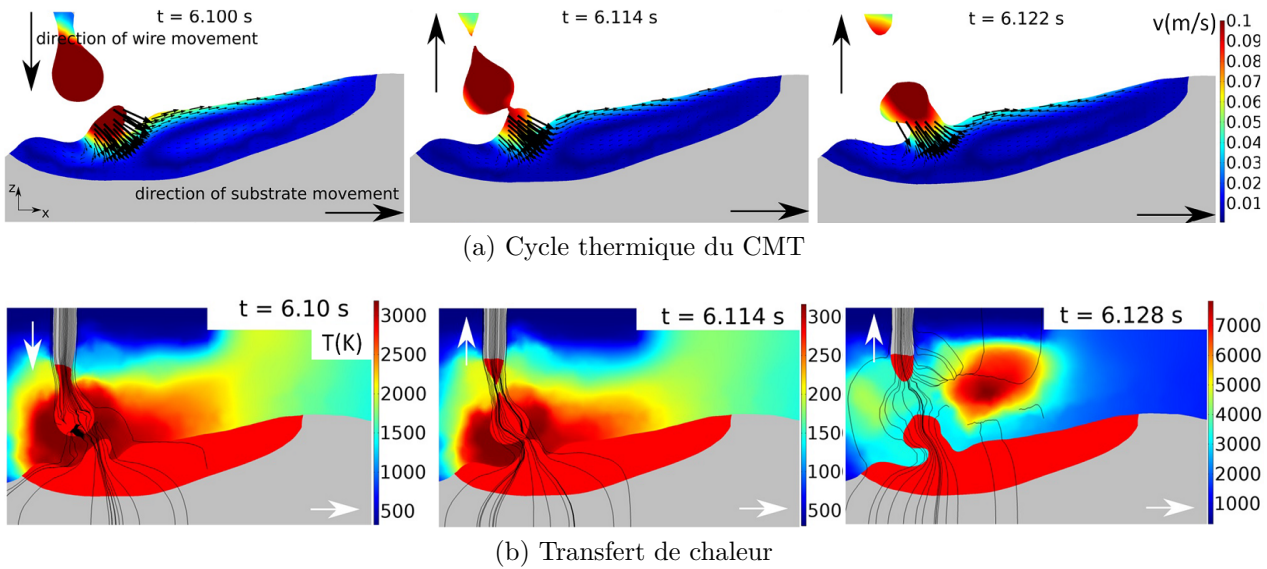 t = 6.100 s
direction of wire movement
t = 6.114 s
t = 6.122 s
v(m/s)
0.1
0.09
0.08
0.07
0.06
0.05
0.04
0.03
0.02
0.01
z
x
direction of substrate movement
(a) Cycle thermique du CMT
t = 6.10 s
T(K)
3000
2500
2000
1500
1000
500
t = 6.114 s
300
250
200
150
100
500
t = 6.128 s
7000
6000
5000
4000
3000
2000
1000
(b) Transfert de chaleur